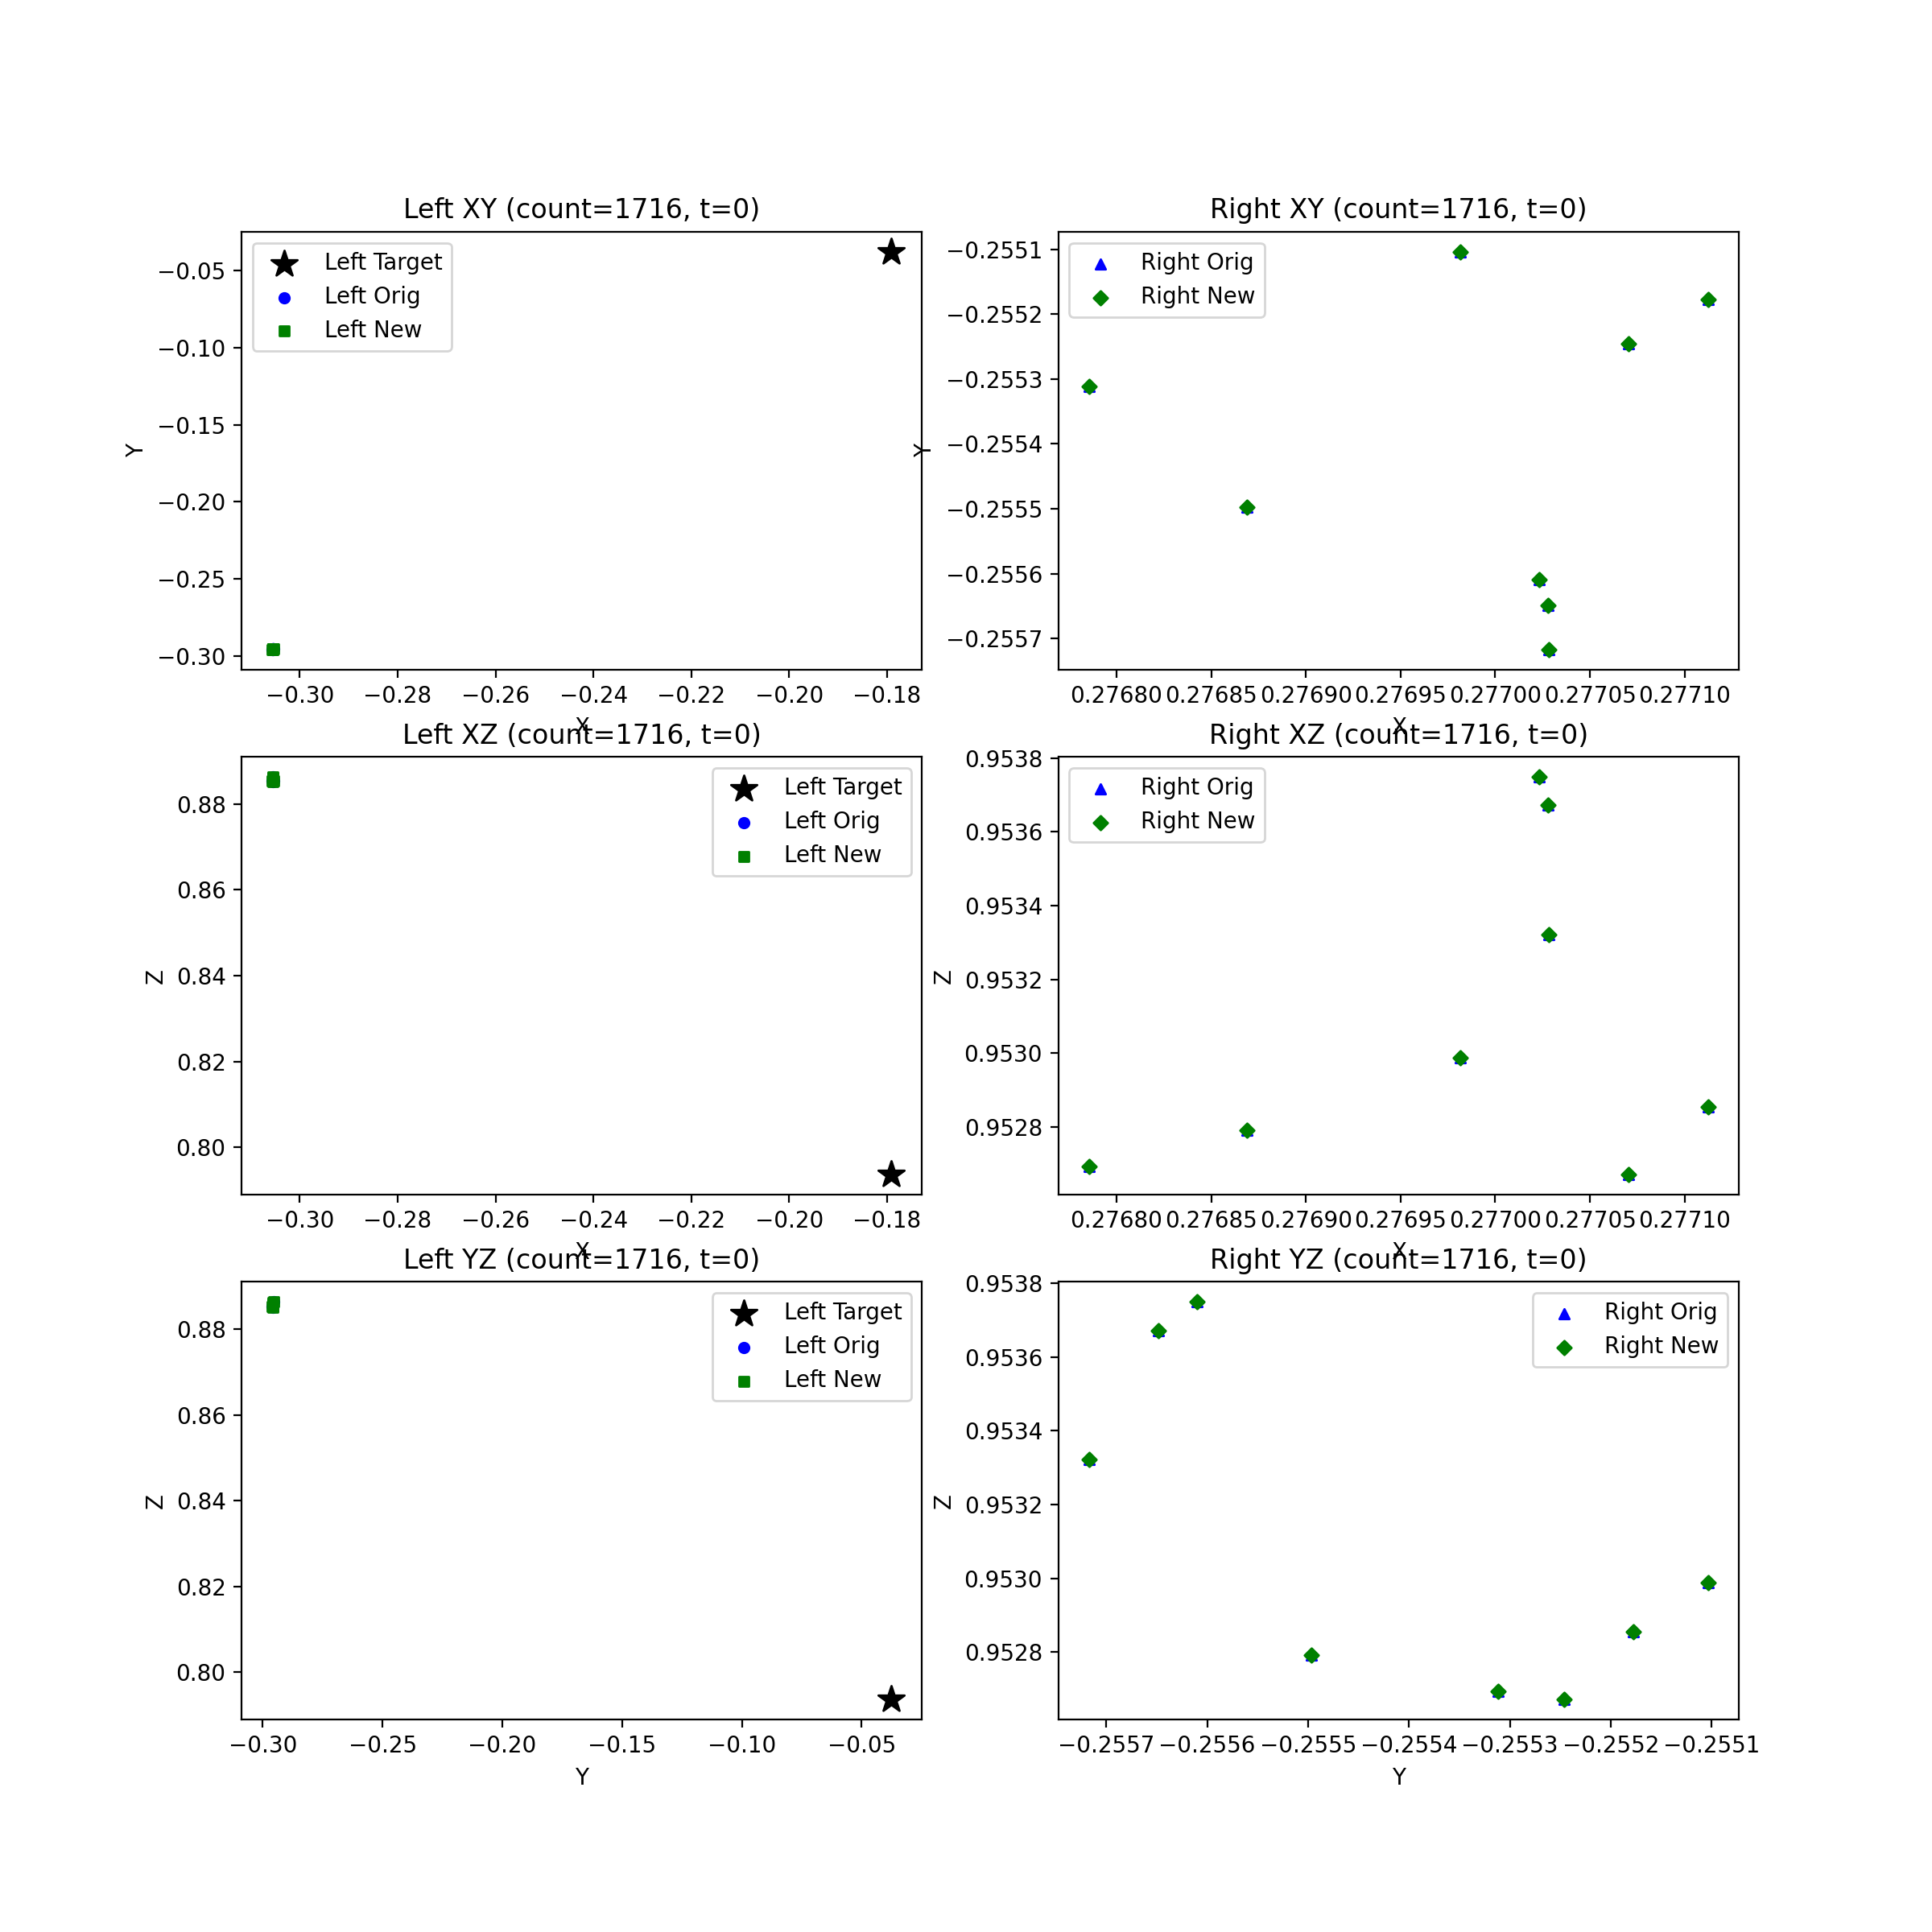 Left XY (count=1716, t=0)
Left Target
Left Orig
Left New
−0.05
−0.10
−0.15
−0.20
−0.25
−0.30
Y
−0.30 −0.28 −0.26 −0.24 −0.22 −0.20 −0.18
X
Right XY (count=1716, t=0)
Right Orig
Right New
−0.2551
−0.2552
−0.2553
−0.2554
−0.2555
−0.2556
−0.2557
Y
0.27680 0.27685 0.27690 0.27695 0.27700 0.27705 0.27710
X
Left XZ (count=1716, t=0)
Left Target
Left Orig
Left New
0.88
0.86
0.84
0.82
0.80
Z
−0.30 −0.28 −0.26 −0.24 −0.22 −0.20 −0.18
X
Right XZ (count=1716, t=0)
Right Orig
Right New
0.9538
0.9536
0.9534
0.9532
0.9530
0.9528
Z
0.27680 0.27685 0.27690 0.27695 0.27700 0.27705 0.27710
X
Left YZ (count=1716, t=0)
Left Target
Left Orig
Left New
0.88
0.86
0.84
0.82
0.80
Z
−0.30 −0.25 −0.20 −0.15 −0.10 −0.05
Y
Right YZ (count=1716, t=0)
Right Orig
Right New
0.9538
0.9536
0.9534
0.9532
0.9530
0.9528
Z
−0.2557 −0.2556 −0.2555 −0.2554 −0.2553 −0.2552 −0.2551
Y